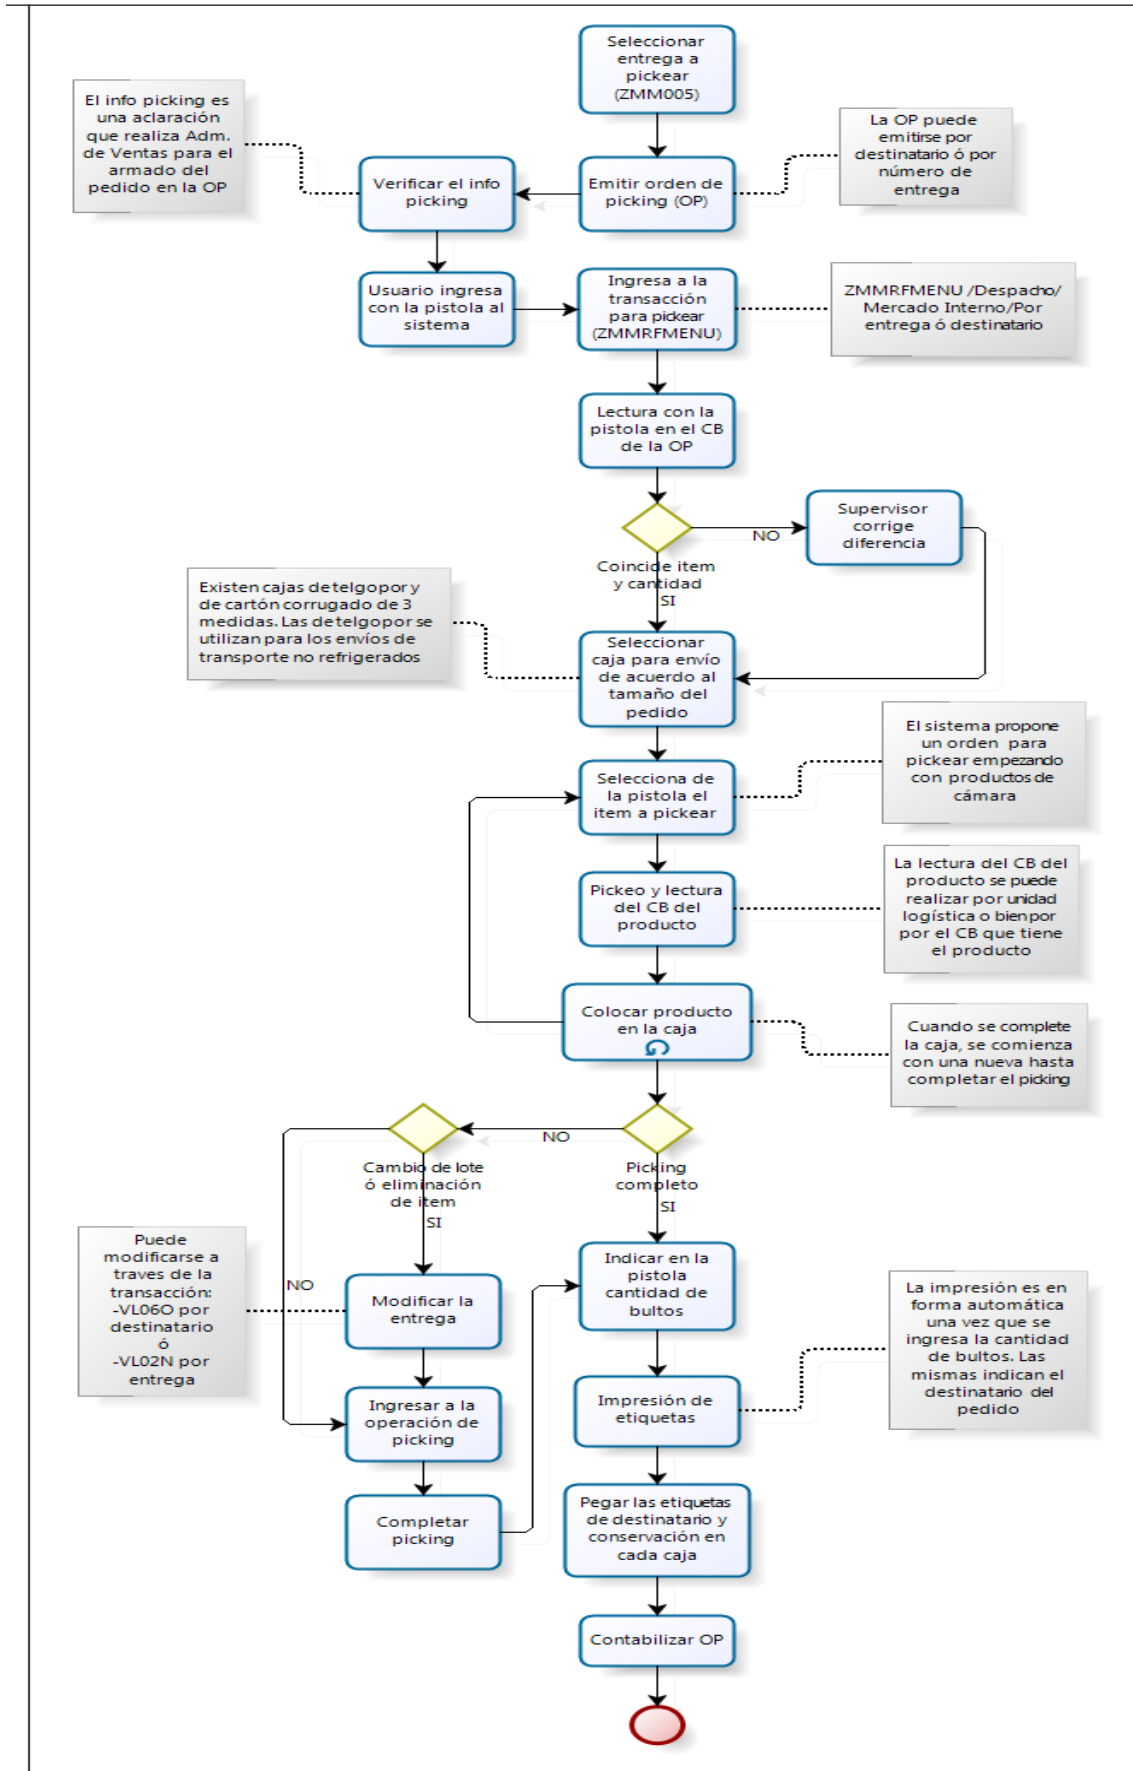 Seleccionar
entrega a
pickear
(ZMM005)
El info picking es
una aclaración
que realiza Adm.
de Ventas para el
armado del
pedido en la OP
La OP puede
emitirse por
destinatario ó por
número de
entrega
Verificar el info
picking
Emitir orden de
picking (OP)
Usuario ingresa
con la pistola al
sistema
Ingresa a la
transacción
para pickear
(ZMMRFMENU)
ZMMRFMENU /Despacho/
Mercado Interno/Por
entrega ó destinatario
Lectura con la
pistola en el CB
de la OP
Supervisor
corrige
diferencia
NO
Coincide item
y cantidad
SI
Existen cajas de telgopor y
de cartón corrugado de 3
medidas. Las de telgopor se
utilizan para los envíos de
transporte no refrigerados
Seleccionar
caja para envío
de acuerdo al
tamaño del
pedido
El sistema propone
un orden para
pickear empezando
con productos de
cámara
Selecciona de
la pistola el
item a pickear
Pickeo y lectura
del CB del
producto
La lectura del CB del
producto se puede
realizar por unidad
logística o bien por
por el CB que tiene
el producto
Colocar producto
en la caja
Cuando se complete
la caja, se comienza
con una nueva hasta
completar el picking
NO
Cambio de lote
ó eliminación
de item
SI
Picking
completo
SI
Puede
modificarse a
traves de la
transacción:
-VL06O por
destinatario
ó
-VL02N por
entrega
NO
Modificar la
entrega
Indicar en la
pistola
cantidad de
bultos
La impresión es en
forma automática
una vez que se
ingresa la cantidad
de bultos. Las
mismas indican el
destinatario del
pedido
Ingresar a la
operación de
picking
Impresión de
etiquetas
Completar
picking
Pegar las etiquetas
de destinatario y
conservación en
cada caja
Contabilizar OP